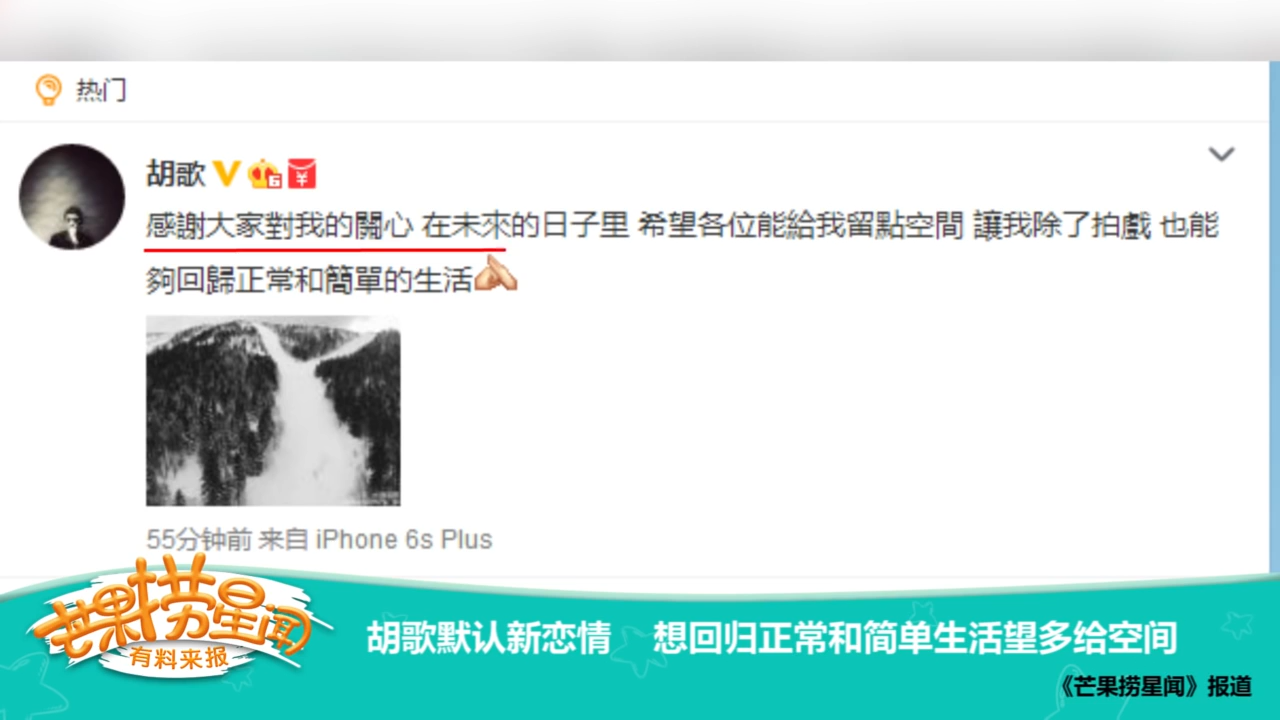 热门
胡歌
感謝大家對我的關心 在未來的日子里 希望各位能給我留點空間 讓我除了拍戲 也能
夠回歸正常和簡單的生活
55分钟前 来自 iPhone 6s Plus
芒果捞星闻
有料来报
胡歌默认新恋情 想回归正常和简单生活望多给空间
《芒果捞星闻》报道